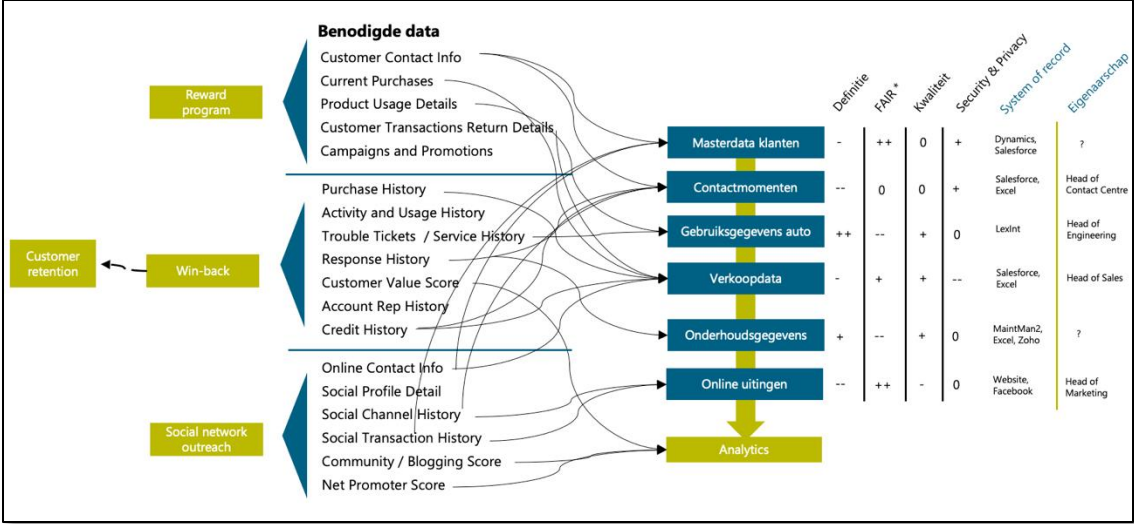 Benodigde data
Customer Contact Info
Current Purchases
Product Usage Details
Customer Transactions Return Details
Campaigns and Promotions
Reward
program
Purchase History
Activity and Usage History
Trouble Tickets / Service History
Response History
Customer Value Score
Account Rep History
Credit History
Customer
retention
Win-back
Online Contact Info
Social Profile Detail
Social Channel History
Social Transaction History
Community / Blogging Score
Net Promoter Score
Social network
outreach
Definitie
FAIR *
Kwaliteit
Security & Privacy
System of record
Eigenaarschap
Masterdata klanten - ++ 0 + Dynamics, ?
Salesforce
Contactmomenten -- 0 0 + Salesforce, Head of
Excel Contact Centre
Gebruiksgegevens auto ++ -- + 0 LexInt Head of
Engineering
Verkoopdata - + + -- Salesforce, Head of Sales
Excel
Onderhoudsgegevens + -- + 0 MaintMan2, ?
Excel, Zoho
Online uitingen -- ++ - 0 Website, Head of
Facebook Marketing
Analytics